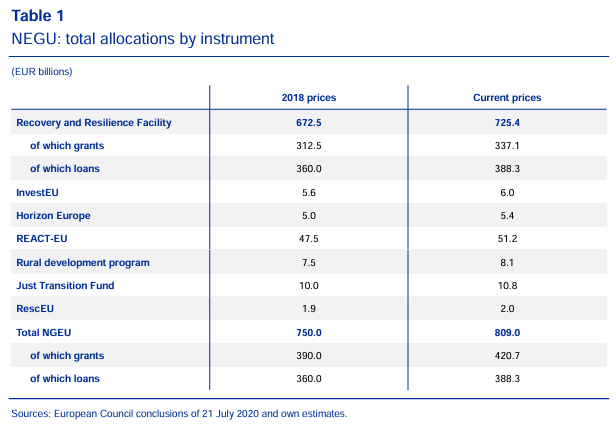 Table 1
NEGU: total allocations by instrument
(EUR billions)
2018 prices Current prices
Recovery and Resilience Facility 672.5 725.4
of which grants 312.5 337.1
of which loans 360.0 388.3
InvestEU 5.6 6.0
Horizon Europe 5.0 5.4
REACT-EU 47.5 51.2
Rural development program 7.5 8.1
Just Transition Fund 10.0 10.8
RescEU 1.9 2.0
Total NGEU 750.0 809.0
of which grants 390.0 420.7
of which loans 360.0 388.3
Sources: European Council conclusions of 21 July 2020 and own estimates.